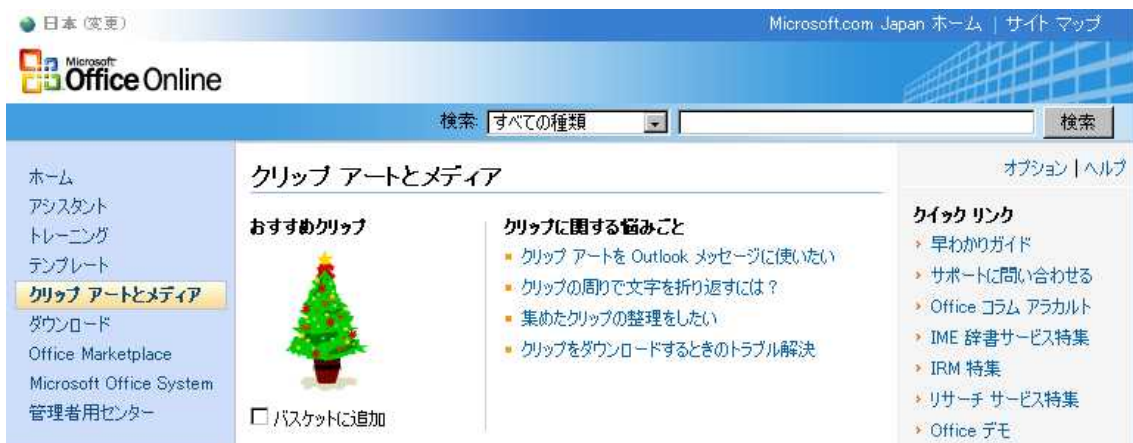 日本 (変更)
Microsoft.com Japan ホーム | サイト マップ
Microsoft
Office Online
検索: すべての種類 検索
ホーム
アシスタント
トレーニング
テンプレート
クリップ アートとメディア
ダウンロード
Office Marketplace
Microsoft Office System
管理者用センター
クリップ アートとメディア
おすすめクリップ
バスケットに追加
クリップに関する悩みごと
クリップ アートを Outlook メッセージに使いたい
クリップの周りで文字を折り返すには？
集めたクリップの整理をしたい
クリップをダウンロードするときのトラブル解決
オプション | ヘルプ
クイック リンク
早わかりガイド
サポートに問い合わせる
Office コラム アラカルト
IME 辞書サービス特集
IRM 特集
リサーチ サービス特集
Office デモ